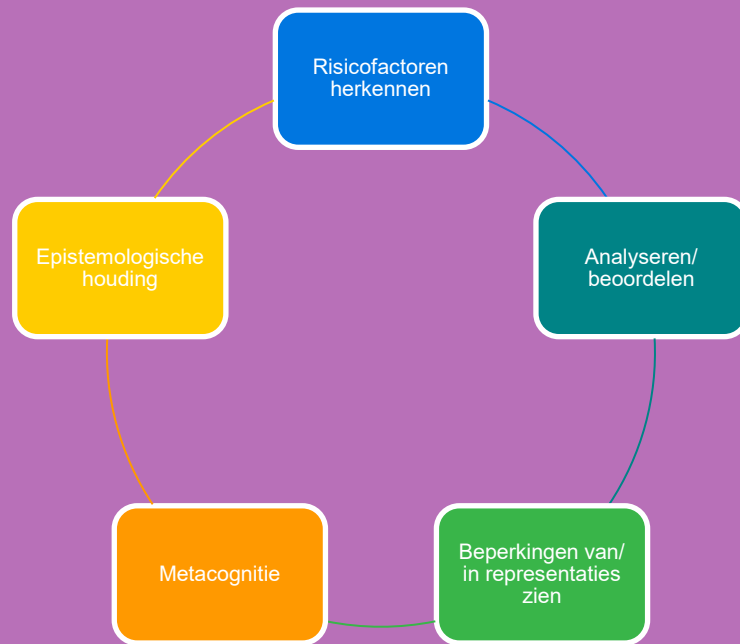 Risicofactoren
herkennen
Epistemologische
houding
Analyseren/
beoordelen
Metacognitie
Beperkingen van/
in representaties
zien